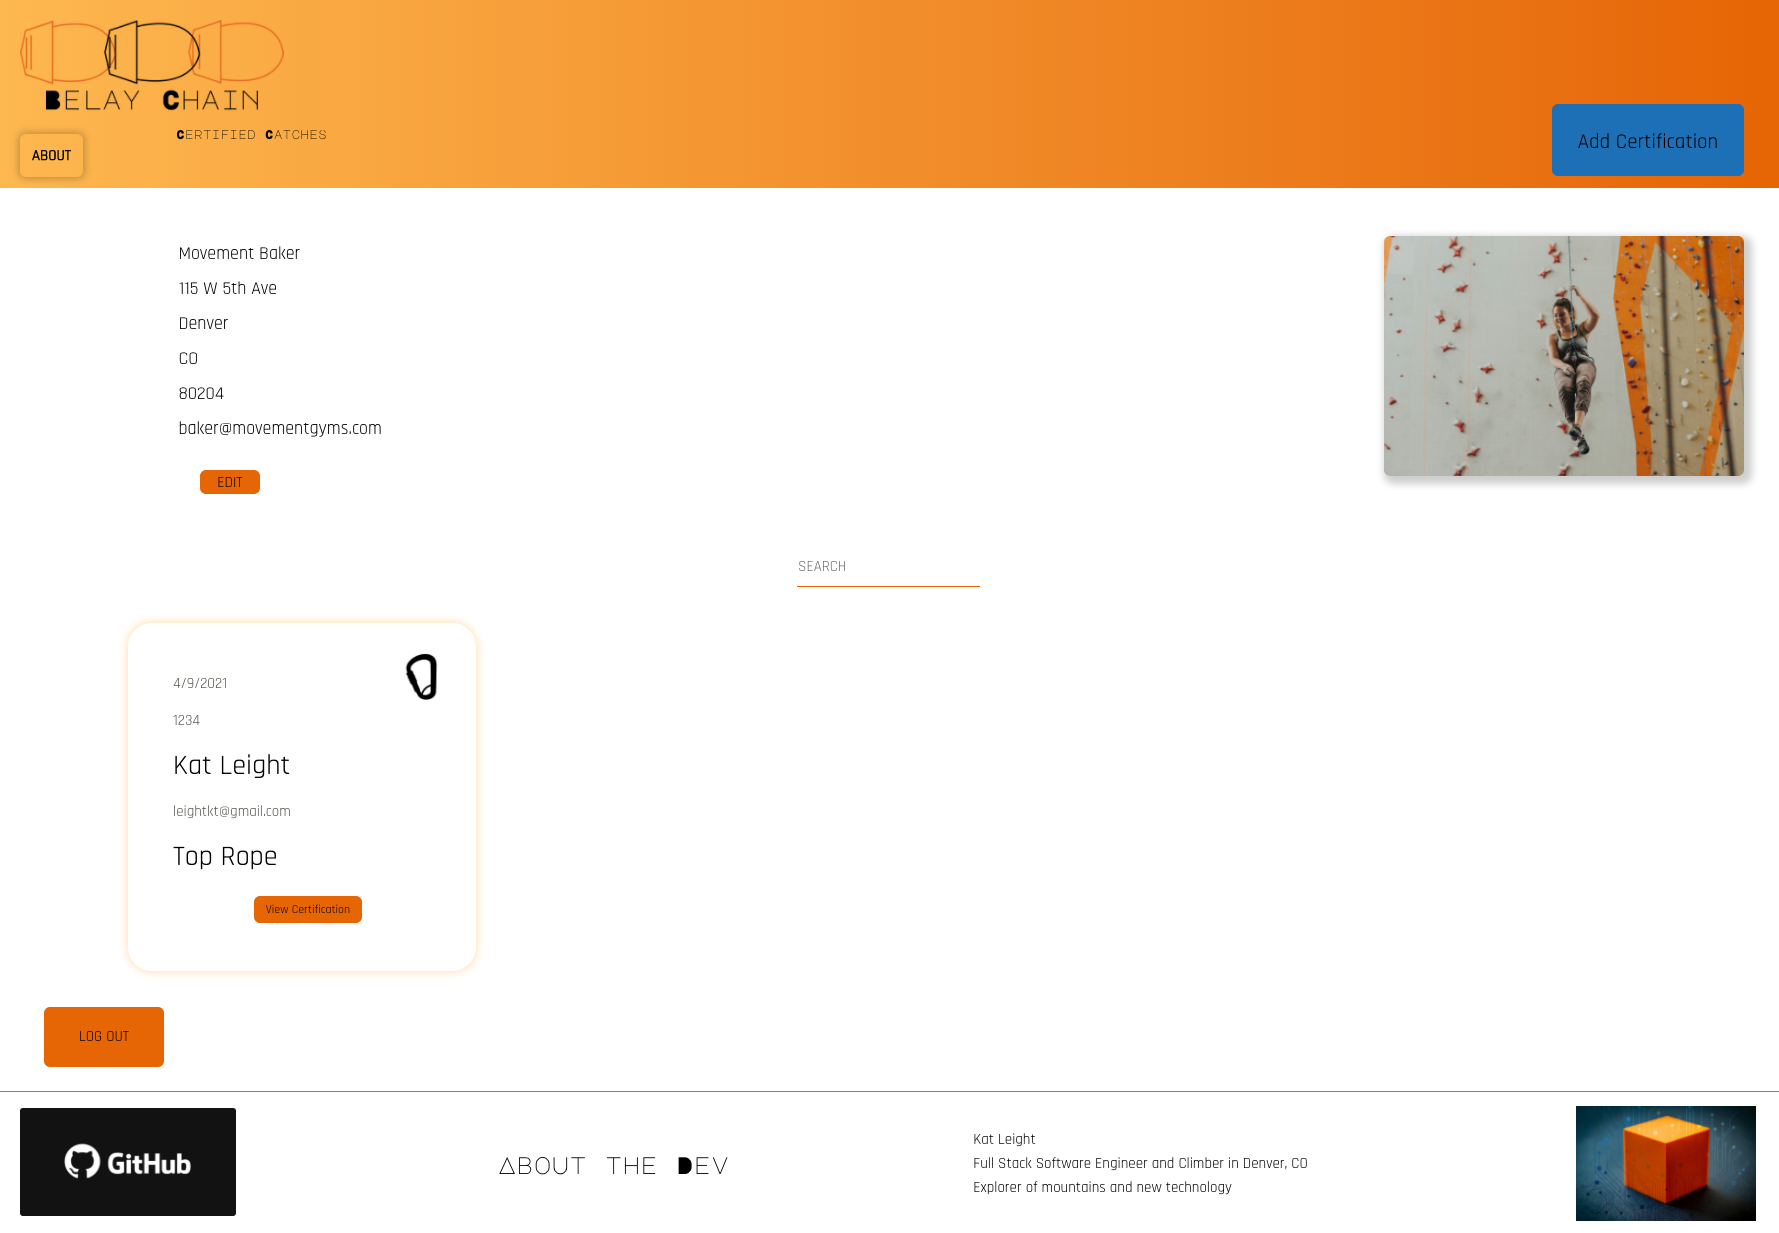 BELAY CHAIN
CERTIFIED CATCHES
ABOUT
Add Certification
Movement Baker
115 W 5th Ave
Denver
CO
80204
baker@movementgyms.com
EDIT
SEARCH
4/9/2021
1234
Kat Leight
leightkt@gmail.com
Top Rope
View Certification
LOG OUT
GitHub
ABOUT THE DEV
Kat Leight
Full Stack Software Engineer and Climber in Denver, CO
Explorer of mountains and new technology